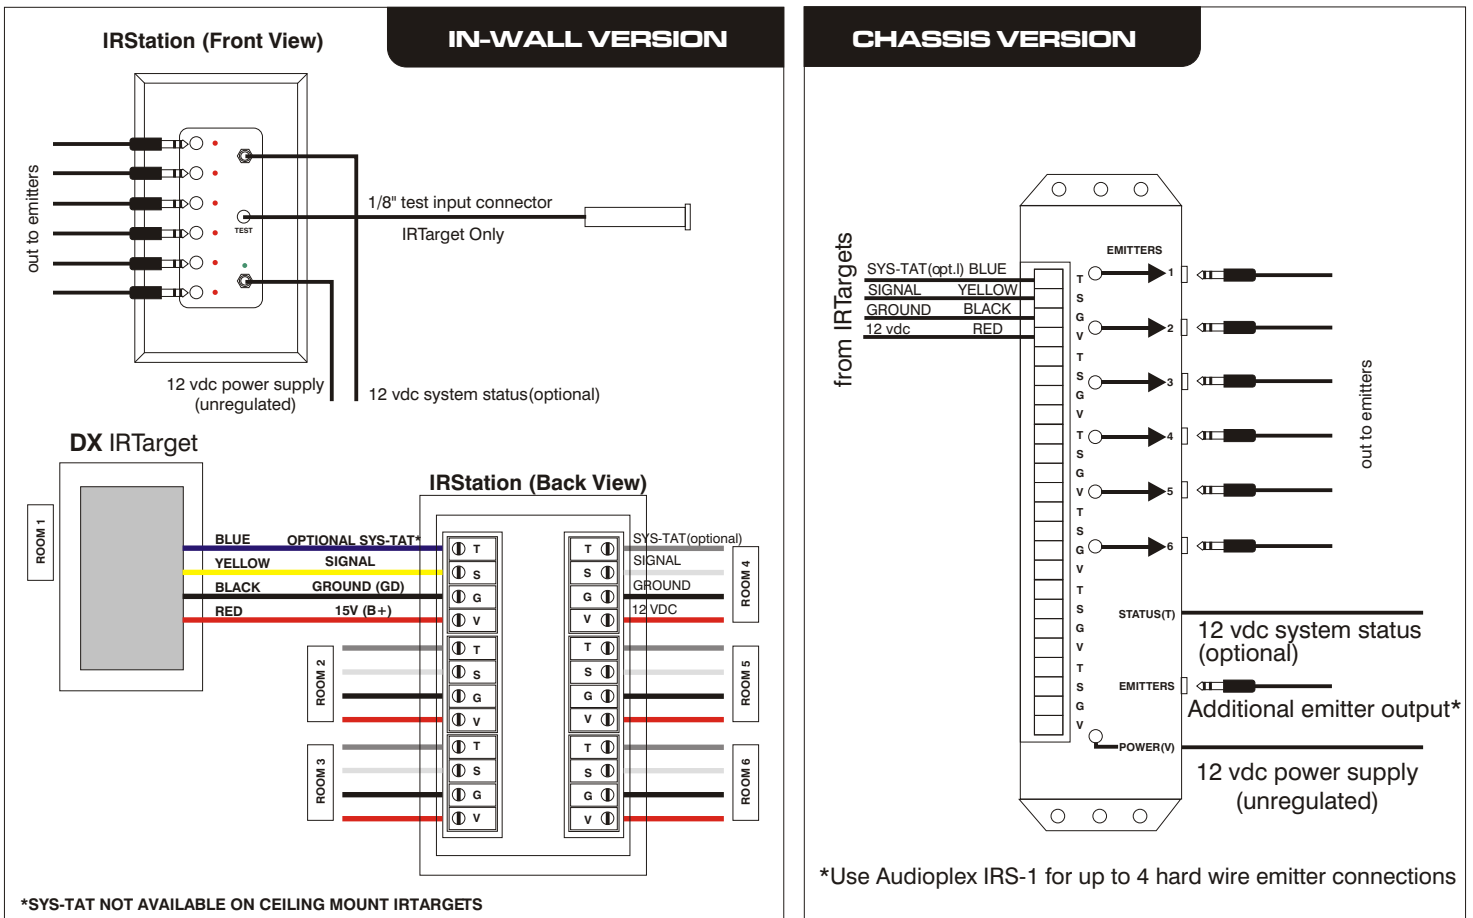 IRStation (Front View)
IN-WALL VERSION
out to emitters
TEST
1/8" test input connector
IRTarget Only
12 vdc power supply
(unregulated)
12 vdc system status(optional)
DX IRTarget
ROOM 1
BLUE OPTIONAL SYS-TAT*
YELLOW SIGNAL
BLACK GROUND (GD)
RED 15V (B+)
IRStation (Back View)
T
S
G
V
T
S
G
V
T
S
G
V
T
S
G
V
T
S
G
V
T
S
G
V
SYS-TAT(optional)
SIGNAL
GROUND
12 VDC
ROOM 2
ROOM 3
ROOM 4
ROOM 5
ROOM 6
*SYS-TAT NOT AVAILABLE ON CEILING MOUNT IRTARGETS
CHASSIS VERSION
from IRTargets
SYS-TAT(opt.l) BLUE
SIGNAL YELLOW
GROUND BLACK
12 vdc RED
EMITTERS
T
S
G
V
T
S
G
V
T
S
G
V
T
S
G
V
T
S
G
V
T
S
G
V
1
2
3
4
5
6
out to emitters
STATUS(T)
12 vdc system status
(optional)
EMITTERS
Additional emitter output*
POWER(V)
12 vdc power supply
(unregulated)
*Use Audioplex IRS-1 for up to 4 hard wire emitter connections